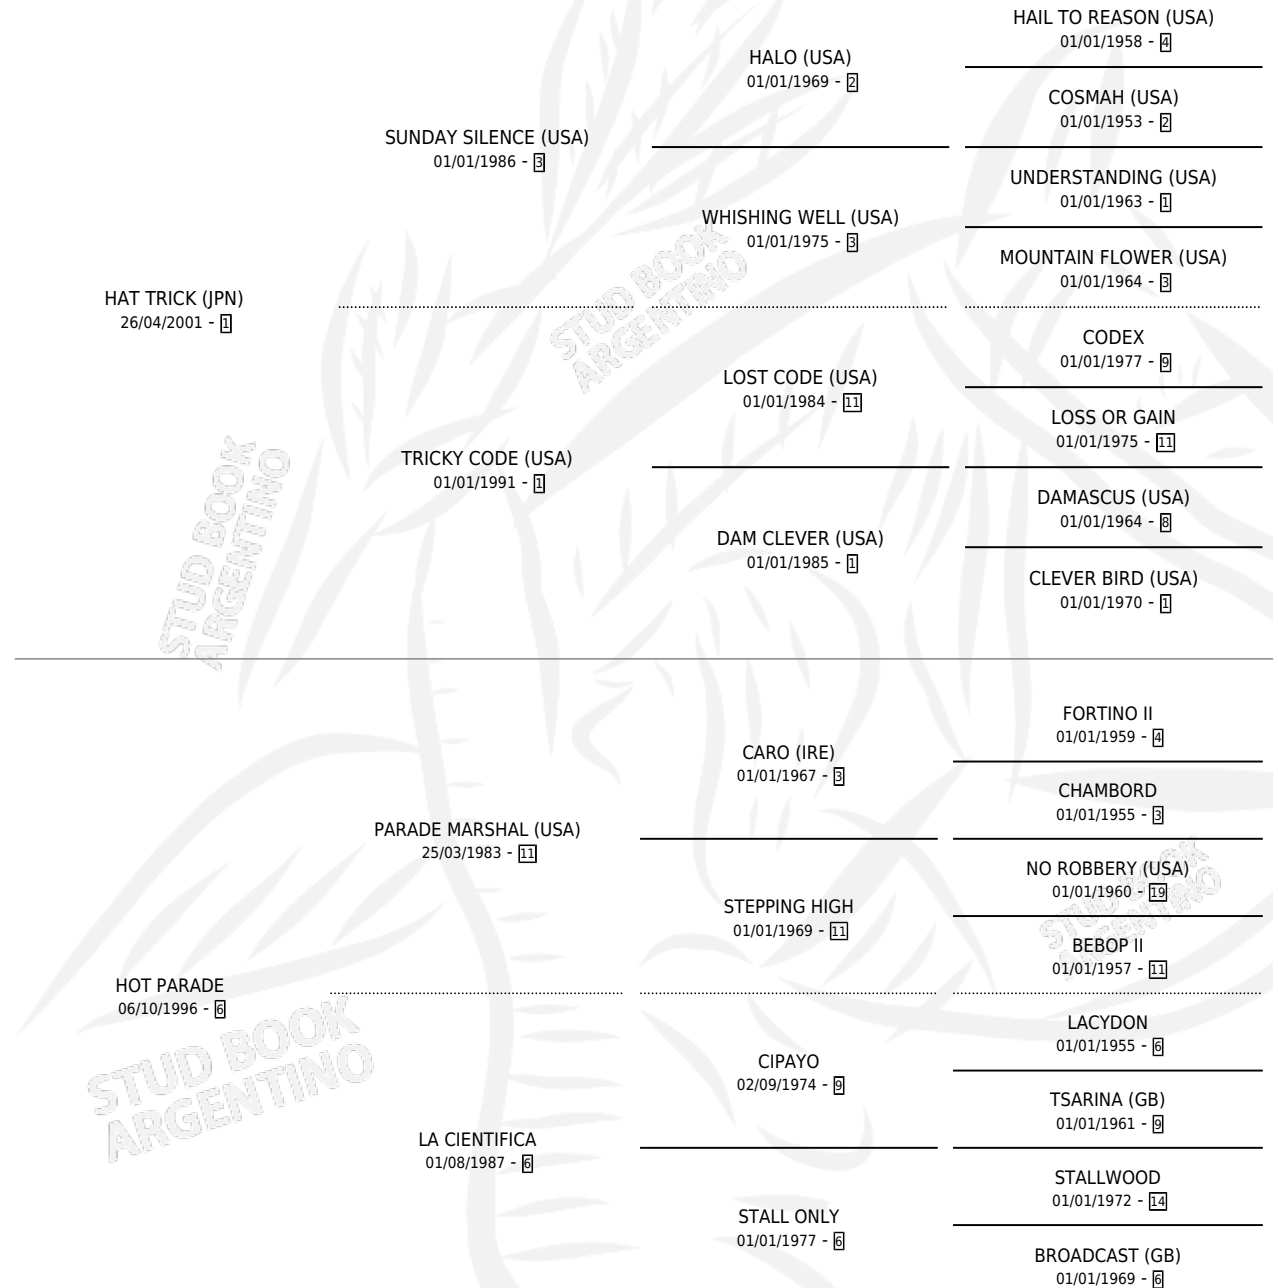 HAT TRICK (JPN)
26/04/2001 - 1
SUNDAY SILENCE (USA)
01/01/1986 - 3
HALO (USA)
01/01/1969 - 2
HAIL TO REASON (USA)
01/01/1958 - 4
COSMAH (USA)
01/01/1953 - 2
WHISHING WELL (USA)
01/01/1975 - 3
UNDERSTANDING (USA)
01/01/1963 - 1
MOUNTAIN FLOWER (USA)
01/01/1964 - 3
TRICKY CODE (USA)
01/01/1991 - 1
LOST CODE (USA)
01/01/1984 - 11
CODEX
01/01/1977 - 9
LOSS OR GAIN
01/01/1975 - 11
DAM CLEVER (USA)
01/01/1985 - 1
DAMASCUS (USA)
01/01/1964 - 8
CLEVER BIRD (USA)
01/01/1970 - 1
HOT PARADE
06/10/1996 - 6
PARADE MARSHAL (USA)
25/03/1983 - 11
CARO (IRE)
01/01/1967 - 3
FORTINO II
01/01/1959 - 4
CHAMBORD
01/01/1955 - 3
STEPPING HIGH
01/01/1969 - 11
NO ROBBERY (USA)
01/01/1960 - 19
BEBOP II
01/01/1957 - 11
LA CIENTIFICA
01/08/1987 - 6
CIPAYO
02/09/1974 - 9
LACYDON
01/01/1955 - 6
TSARINA (GB)
01/01/1961 - 9
STALL ONLY
01/01/1977 - 6
STALLWOOD
01/01/1972 - 14
BROADCAST (GB)
01/01/1969 - 6
STUD BOOK
ARGENTINO
STUD BOOK
ARGENTINO
STUD BOOK
ARGENTINO
STUD BOOK
ARGENTINO